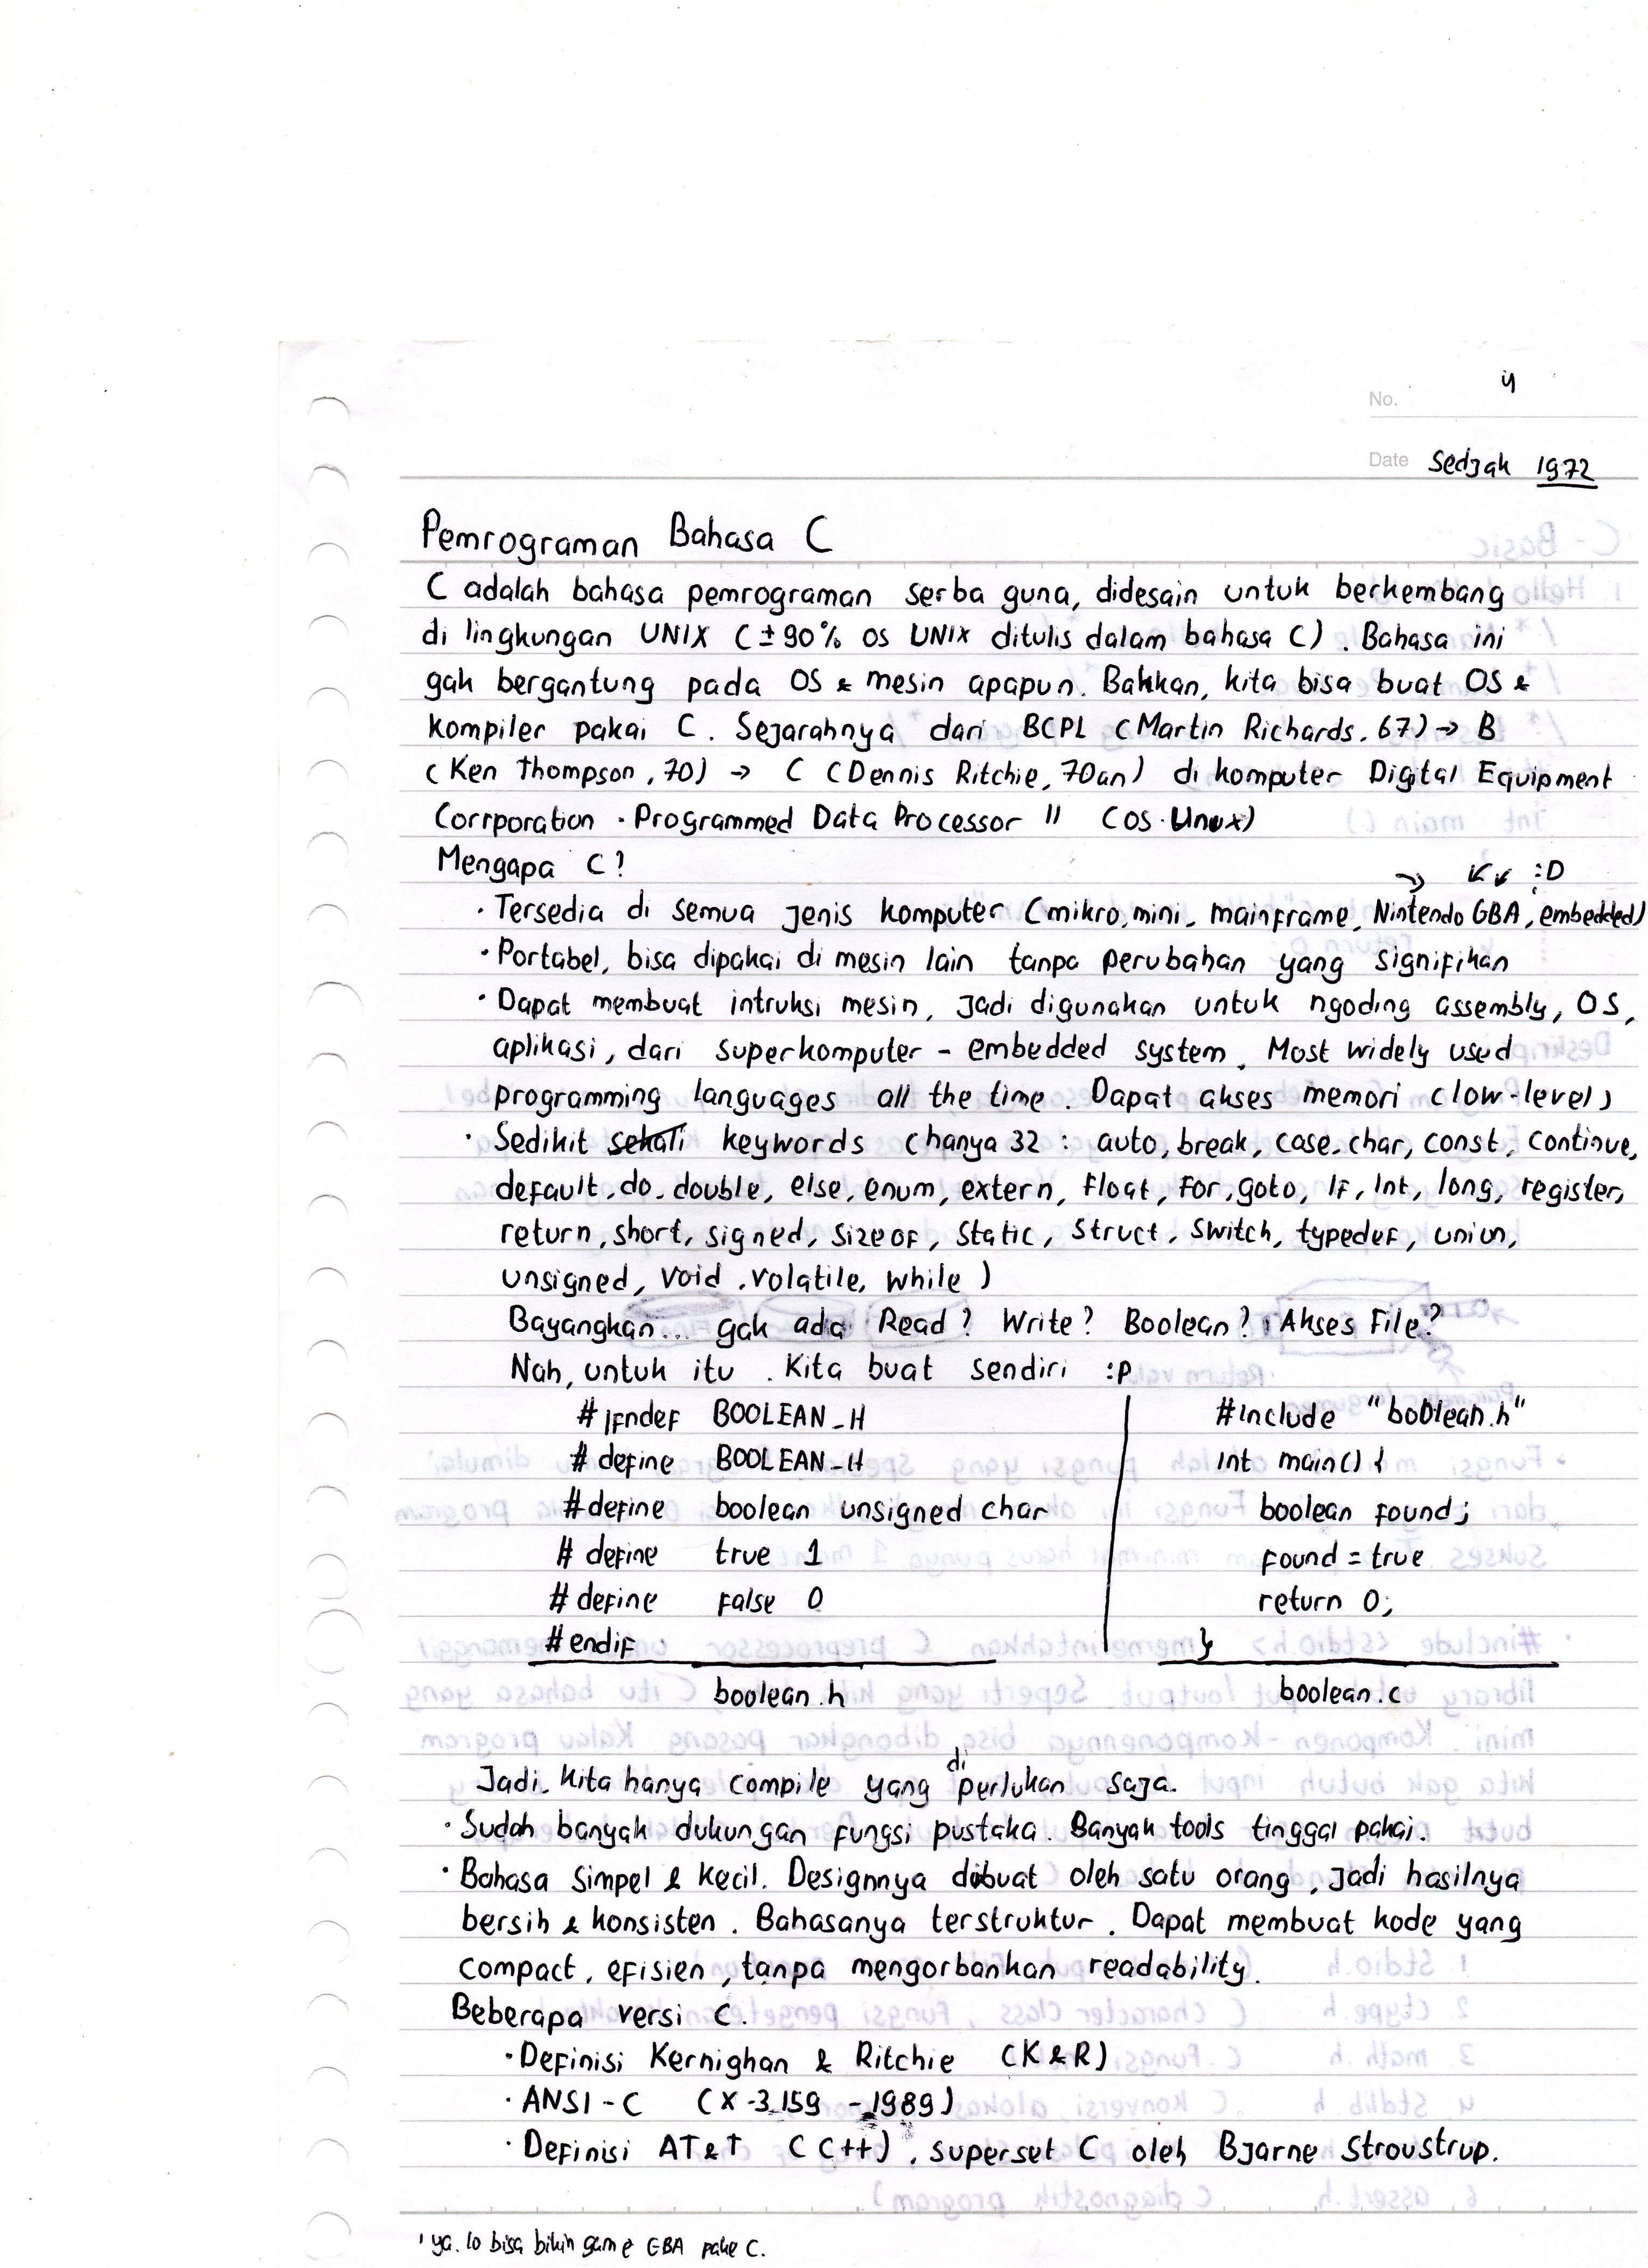 No. 4
Date Sedjak 1972
Pemrograman Bahasa C
C adalah bahasa pemrograman serba guna, didesain untuk berkembang
di lingkungan UNIX (±90% OS UNIX ditulis dalam bahasa C). Bahasa ini
gak bergantung pada OS & mesin apapun. Bahkan, kita bisa buat OS &
kompiler pakai C. Sejarahnya dari BCPL (Martin Richards, 67) → B
(Ken Thompson, 70) → C (Dennis Ritchie, 70an) di komputer Digital Equipment
Corrporation · Programmed Data Processor 11 (OS · Unux)
Mengapa C? :D
· Tersedia di semua jenis komputer (mikro, mini, mainframe, Nintendo GBA, embedded)
· Portabel, bisa dipakai di mesin lain tanpa perubahan yang signifikan
· Dapat membuat intruksi mesin, jadi digunakan untuk ngoding assembly, OS,
aplikasi, dari superkomputer - embedded system. Most widely used
programming languages all the time. Dapat akses memori (low-level)
· Sedikit sekali keywords (hanya 32 : auto, break, case, char, const, continue,
default, do, double, else, enum, extern, float, for, goto, if, int, long, register,
return, short, signed, sizeof, static, struct, switch, typedef, union,
unsigned, void, volatile, while)
Bayangkan... gak ada Read? Write? Boolean? Akses File?
Nah, untuk itu. Kita buat sendiri :p
#ifndef BOOLEAN_H
#define BOOLEAN_H
#define boolean unsigned char
#define true 1
#define false 0
#endif
boolean.h
#include "boolean.h"
int main() {
boolean found;
found = true
return 0;
}
boolean.c
Jadi, kita hanya compile yang diperlukan saja.
· Sudah banyak dukungan fungsi pustaka. Banyak tools tinggal pakai.
· Bahasa simpel & kecil. Designnya dibuat oleh satu orang, jadi hasilnya
bersih & konsisten. Bahasanya terstruktur. Dapat membuat kode yang
compact, efisien, tanpa mengorbankan readability.
Beberapa versi C.
· Definisi Kernighan & Ritchie (K&R)
· ANSI-C (X-3.159 - 1989)
· Definisi AT&T (C++), superset C oleh Bjarne Stroustrup.
¹ ya. lo bisa bikin game GBA pake C.